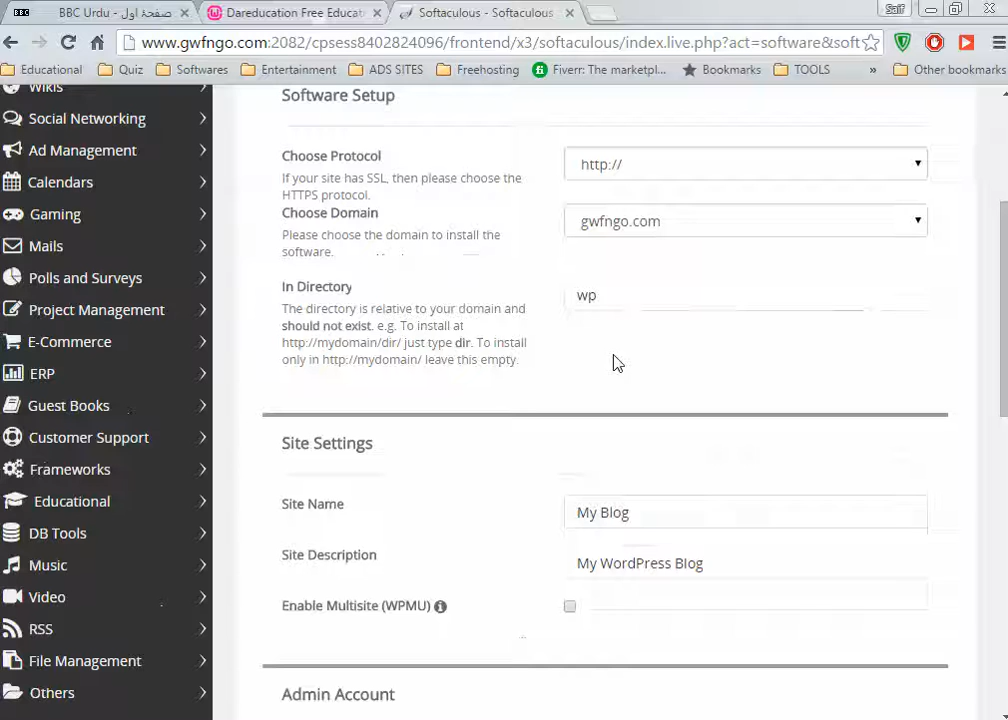 BBC BBC Urdu - صفحۂ اول
Dareducation Free Educat
Softaculous - Softaculous
Saif
www.gwfngo.com:2082/cpsess8402824096/frontend/x3/softaculous/index.live.php?act=software&soft
Educational Quiz Softwares Entertainment ADS SITES Freehosting Fiverr: The marketpl... Bookmarks TOOLS » Other bookmarks
Wikis
Social Networking
Ad Management
Calendars
Gaming
Mails
Polls and Surveys
Project Management
E-Commerce
ERP
Guest Books
Customer Support
Frameworks
Educational
DB Tools
Music
Video
RSS
File Management
Others
Software Setup
Choose Protocol
If your site has SSL, then please choose the
HTTPS protocol.
http://
Choose Domain
Please choose the domain to install the
software.
gwfngo.com
In Directory
The directory is relative to your domain and
should not exist. e.g. To install at
http://mydomain/dir/ just type dir. To install
only in http://mydomain/ leave this empty.
wp
Site Settings
Site Name
My Blog
Site Description
My WordPress Blog
Enable Multisite (WPMU)
Admin Account